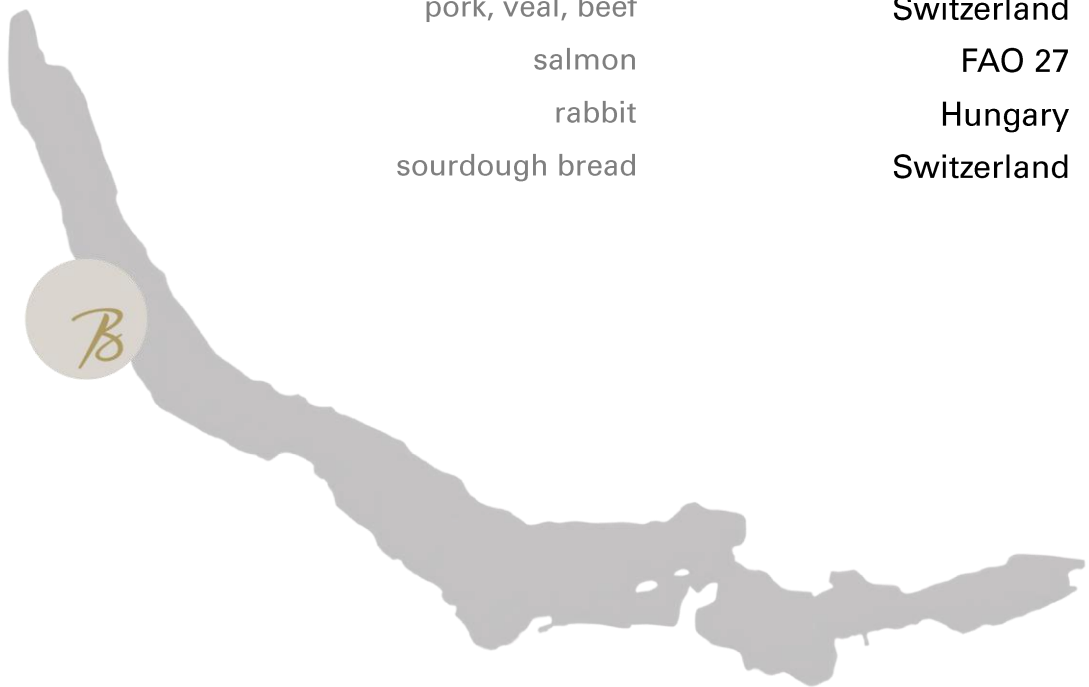 pork, veal, beef Switzerland
salmon FAO 27
rabbit Hungary
sourdough bread Switzerland
B